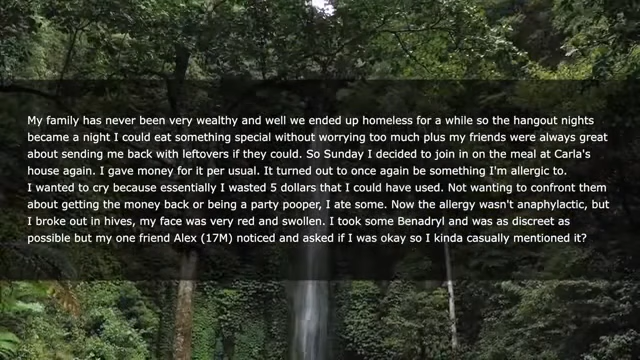 My family has never been very wealthy and well we ended up homeless for a while so the hangout nights
became a night I could eat something special without worrying too much plus my friends were always great
about sending me back with leftovers if they could. So Sunday I decided to join in on the meal at Carla's
house again. I gave money for it per usual. It turned out to once again be something I'm allergic to.
I wanted to cry because essentially I wasted 5 dollars that I could have used. Not wanting to confront them
about getting the money back or being a party pooper, I ate some. Now the allergy wasn't anaphylactic, but
I broke out in hives, my face was very red and swollen. I took some Benadryl and was as discreet as
possible but my one friend Alex (17M) noticed and asked if I was okay so I kinda casually mentioned it?